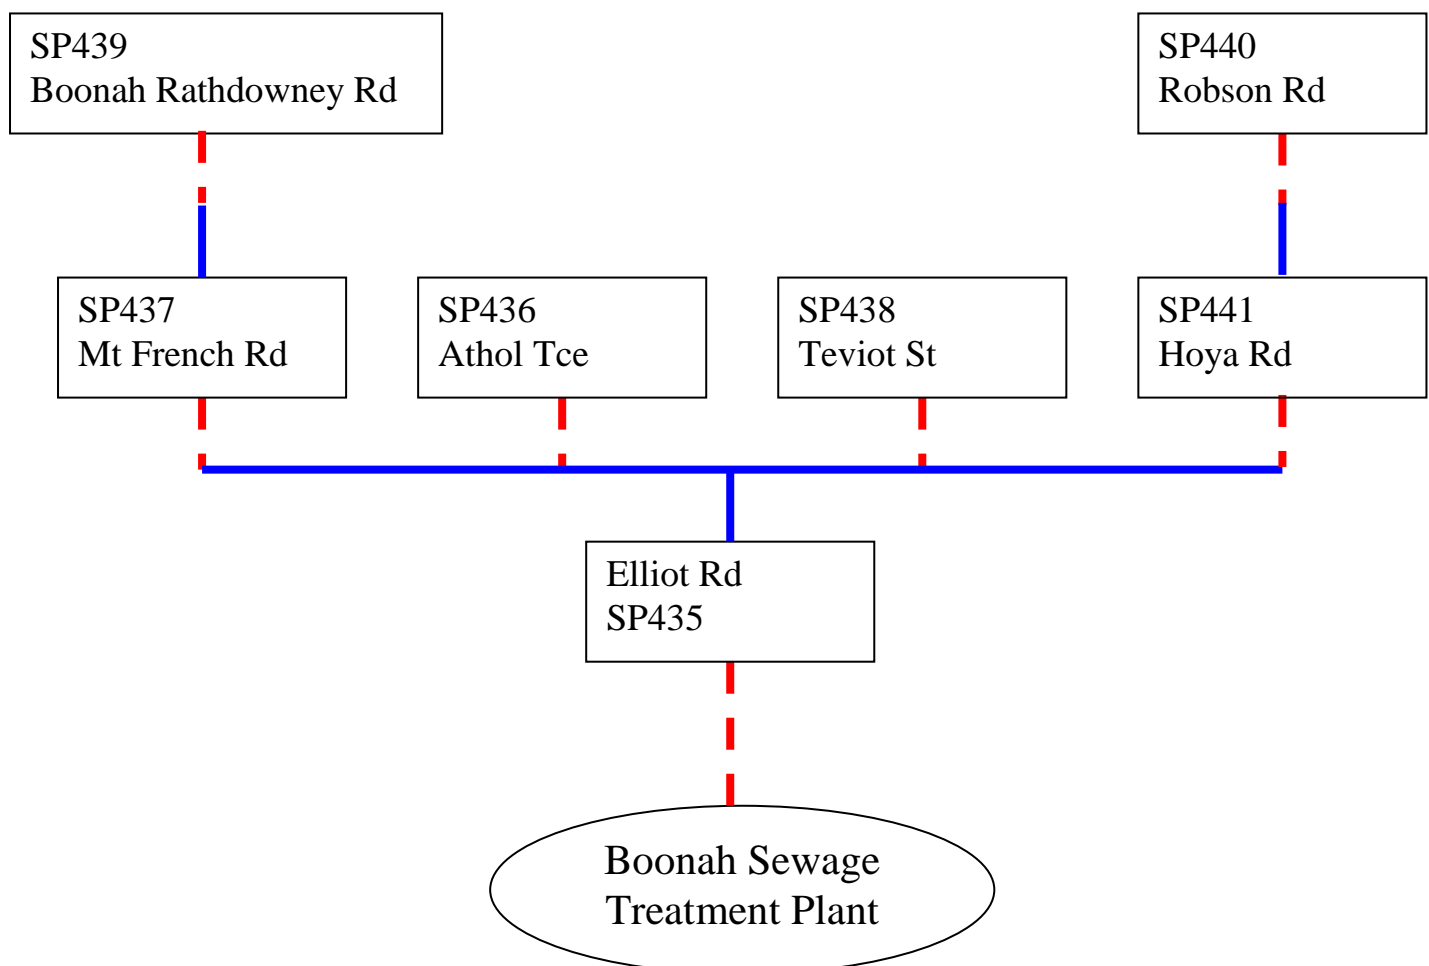 SP439
Boonah Rathdowney Rd
SP440
Robson Rd
SP437
Mt French Rd
SP436
Athol Tce
SP438
Teviot St
SP441
Hoya Rd
Elliot Rd
SP435
Boonah Sewage
Treatment Plant